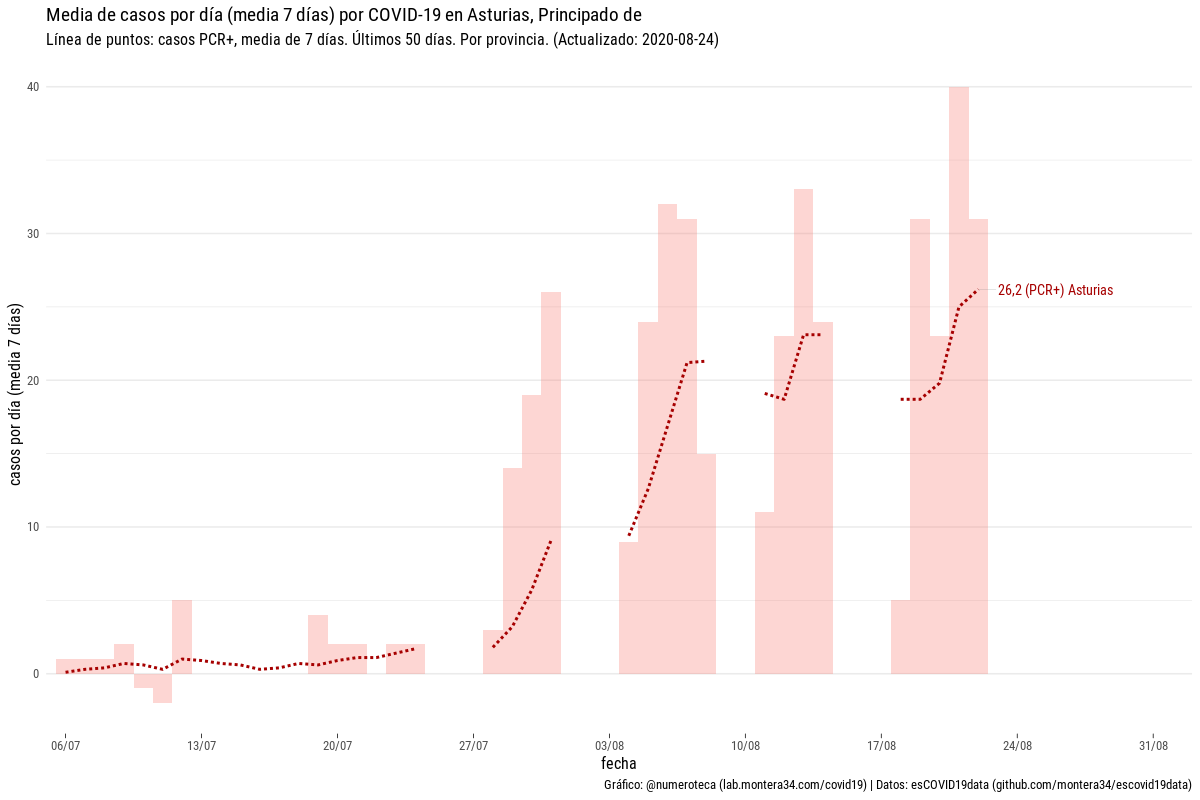 Media de casos por día (media 7 días) por COVID-19 en Asturias, Principado de
Línea de puntos: casos PCR+, media de 7 días. Últimos 50 días. Por provincia. (Actualizado: 2020-08-24)
casos por día (media 7 días)
40
30
20
10
0
26,2 (PCR+) Asturias
06/07 13/07 20/07 27/07 03/08 10/08 17/08 24/08 31/08
fecha
Gráfico: @numeroteca (lab.montera34.com/covid19) | Datos: esCOVID19data (github.com/montera34/escovid19data)